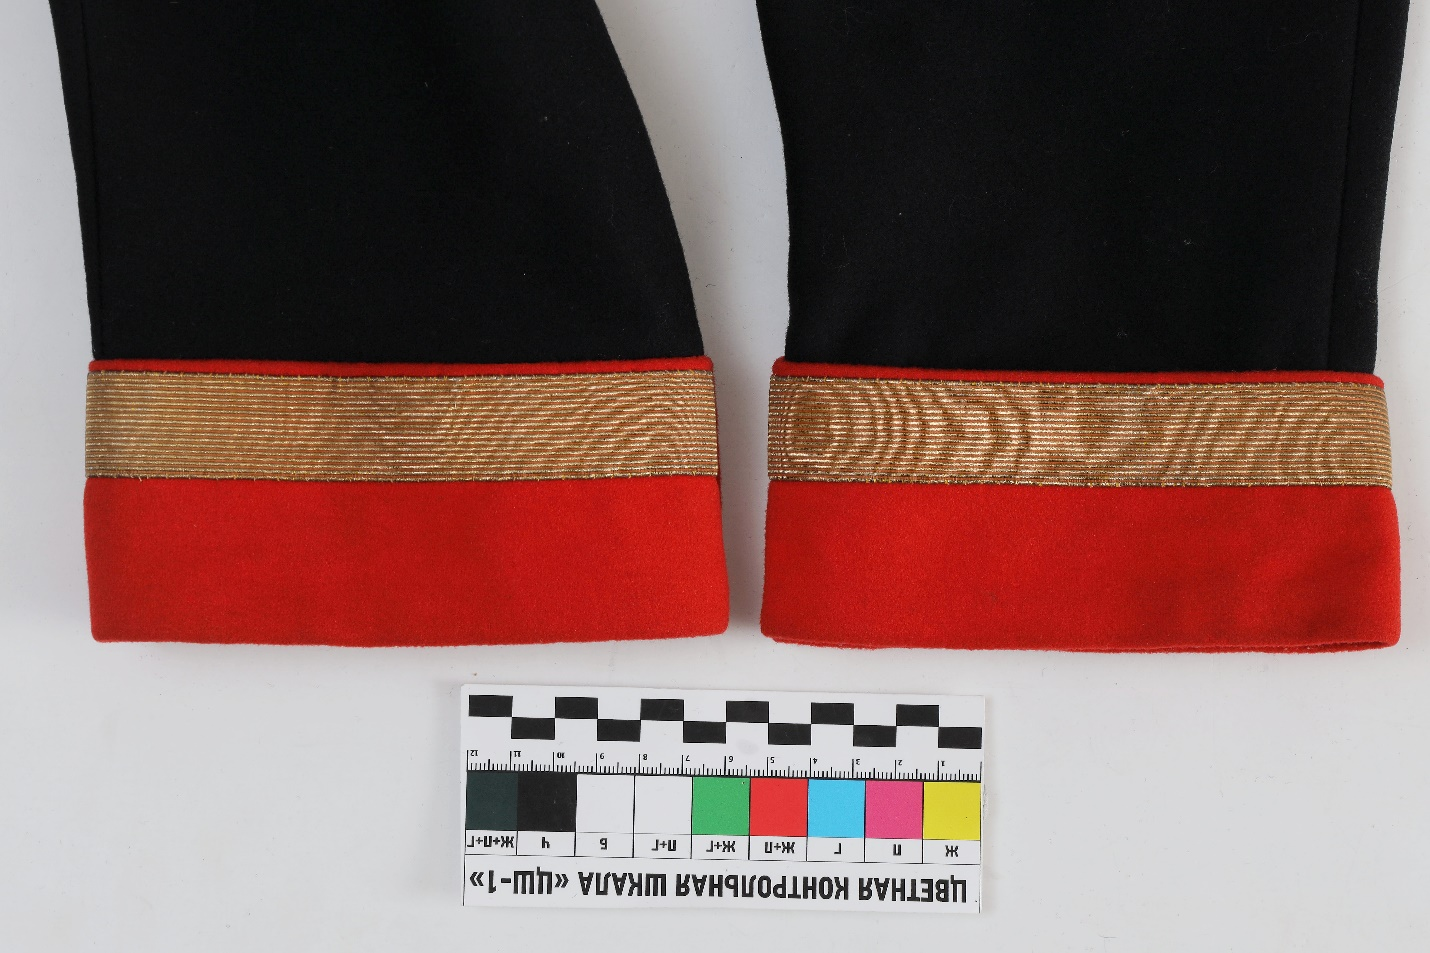 ЦВЕТНАЯ КОНТРОЛЬНАЯ ШКАЛА «ЦШ-1»
Ж П Г Ж+П Ж+Г П+Г Б Ч Ж+П+Г
1 2 3 4 5 6 7 8 9 10 11 12